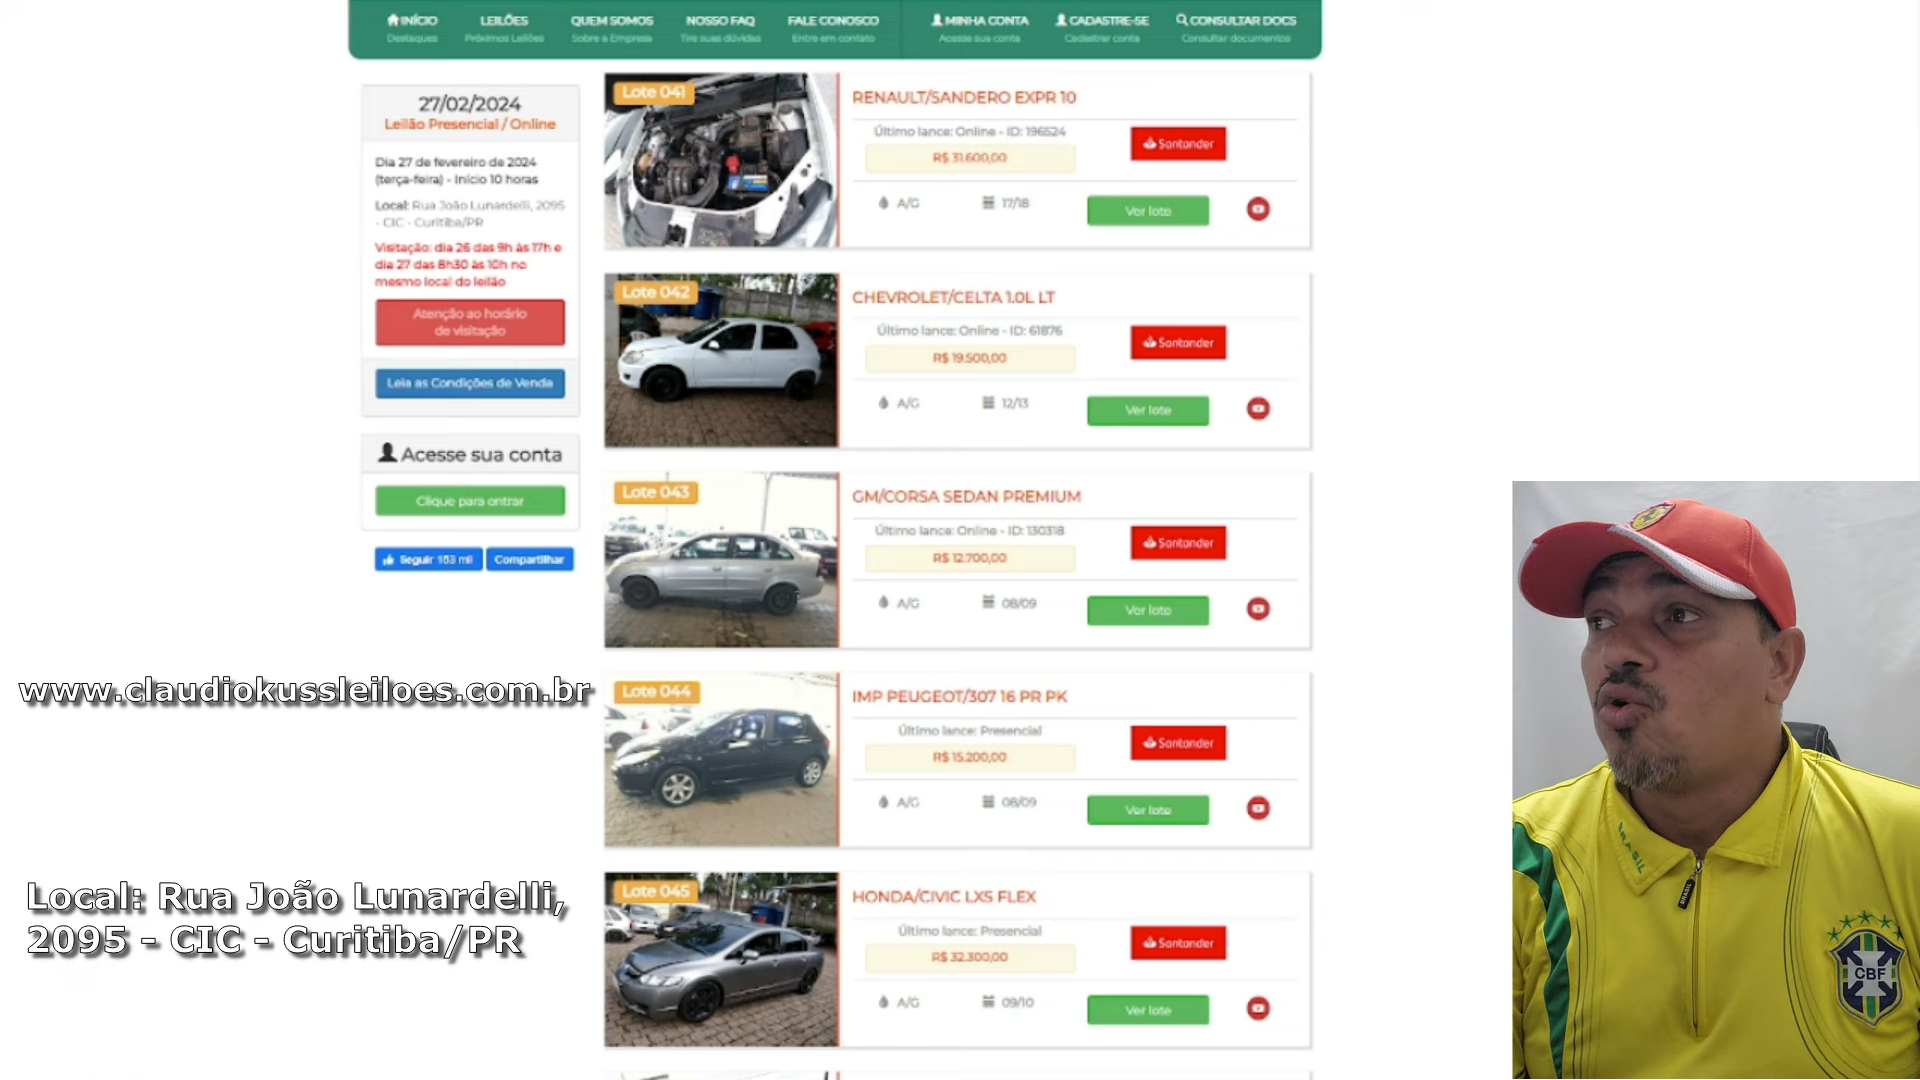 INÍCIO
Destaques
LEILÕES
Próximos Leilões
QUEM SOMOS
Sobre a Empresa
NOSSO FAQ
Tire suas dúvidas
FALE CONOSCO
Entre em contato
MINHA CONTA
Acesse sua conta
CADASTRE-SE
Cadastrar conta
CONSULTAR DOCS
Consultar documentos
27/02/2024
Leilão Presencial / Online
Dia 27 de fevereiro de 2024
(terça-feira) - Início 10 horas
Local: Rua João Lunardelli, 2095
- CIC - Curitiba/PR
Visitação: dia 26 das 9h às 17h e
dia 27 das 8h30 às 10h no
mesmo local do leilão
Atenção ao horário
de visitação
Leia as Condições de Venda
Acesse sua conta
Clique para entrar
Seguir 163 mil
Compartilhar
www.claudiokussleiloes.com.br
Local: Rua João Lunardelli,
2095 - CIC - Curitiba/PR
Lote 041
RENAULT/SANDERO EXPR 10
Último lance: Online - ID: 196524
R$ 31.600,00
Santander
A/G
17/18
Ver lote
Lote 042
CHEVROLET/CELTA 1.0L LT
Último lance: Online - ID: 61876
R$ 19.500,00
Santander
A/G
12/13
Ver lote
Lote 043
GM/CORSA SEDAN PREMIUM
Último lance: Online - ID: 130318
R$ 12.700,00
Santander
A/G
08/09
Ver lote
Lote 044
IMP PEUGEOT/307 16 PR PK
Último lance: Presencial
R$ 15.200,00
Santander
A/G
08/09
Ver lote
Lote 045
HONDA/CIVIC LXS FLEX
Último lance: Presencial
R$ 32.300,00
Santander
A/G
09/10
Ver lote
BRASIL
BRASIL
CBF